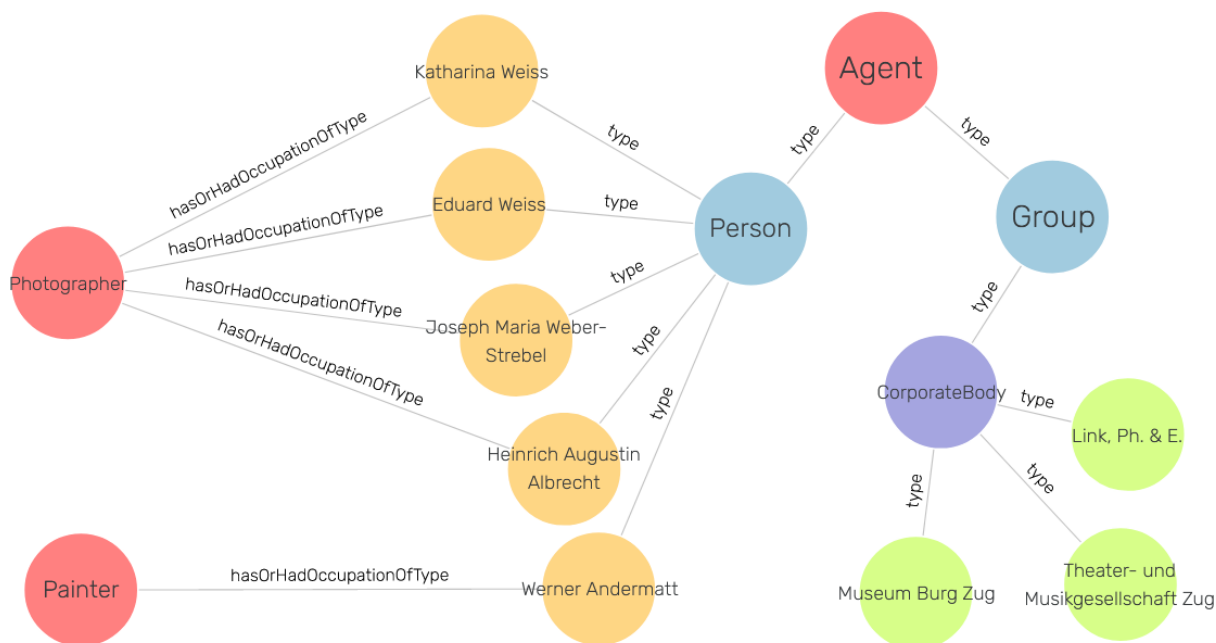 Agent
Katharina Weiss
type
type
type
hasOrHadOccupationOfType
Eduard Weiss
type
Group
Person
hasOrHadOccupationOfType
Photographer
type
type
hasOrHadOccupationOfType
Joseph Maria Weber-
Strebel
type
hasOrHadOccupationOfType
CorporateBody
type
type
Link, Ph. & E.
Heinrich Augustin
Albrecht
type
type
hasOrHadOccupationOfType
Painter
Werner Andermatt
Museum Burg Zug
Theater- und
Musikgesellschaft Zug